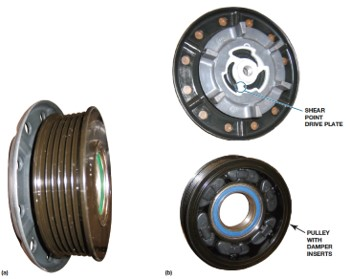 SHEAR
POINT
DRIVE PLATE
PULLEY
WITH
DAMPER
INSERTS
(a)
(b)